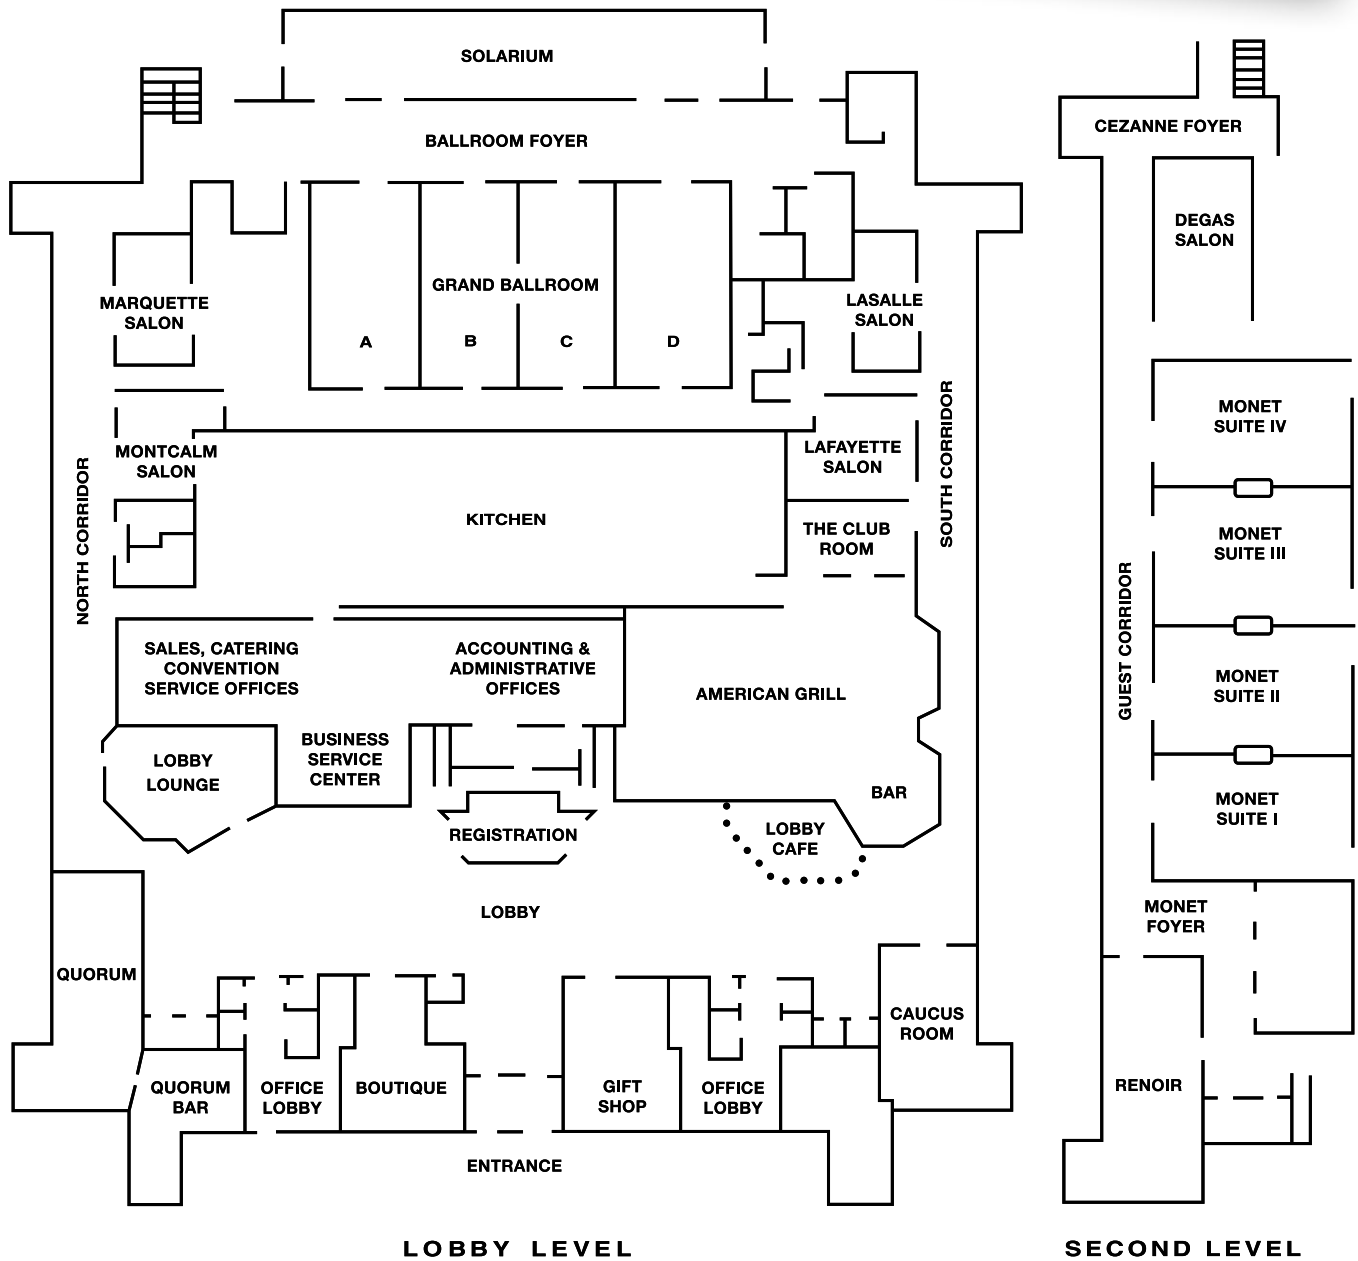 SOLARIUM
BALLROOM FOYER
GRAND BALLROOM
A
B
C
D
MARQUETTE
SALON
LASALLE
SALON
MONTCALM
SALON
LAFAYETTE
SALON
NORTH CORRIDOR
SOUTH CORRIDOR
KITCHEN
THE CLUB
ROOM
SALES, CATERING
CONVENTION
SERVICE OFFICES
ACCOUNTING &
ADMINISTRATIVE
OFFICES
AMERICAN GRILL
LOBBY
LOUNGE
BUSINESS
SERVICE
CENTER
BAR
REGISTRATION
LOBBY
CAFE
LOBBY
QUORUM
CAUCUS
ROOM
QUORUM
BAR
OFFICE
LOBBY
BOUTIQUE
GIFT
SHOP
OFFICE
LOBBY
ENTRANCE
LOBBY LEVEL
CEZANNE FOYER
DEGAS
SALON
MONET
SUITE IV
MONET
SUITE III
GUEST CORRIDOR
MONET
SUITE II
MONET
SUITE I
MONET
FOYER
RENOIR
SECOND LEVEL